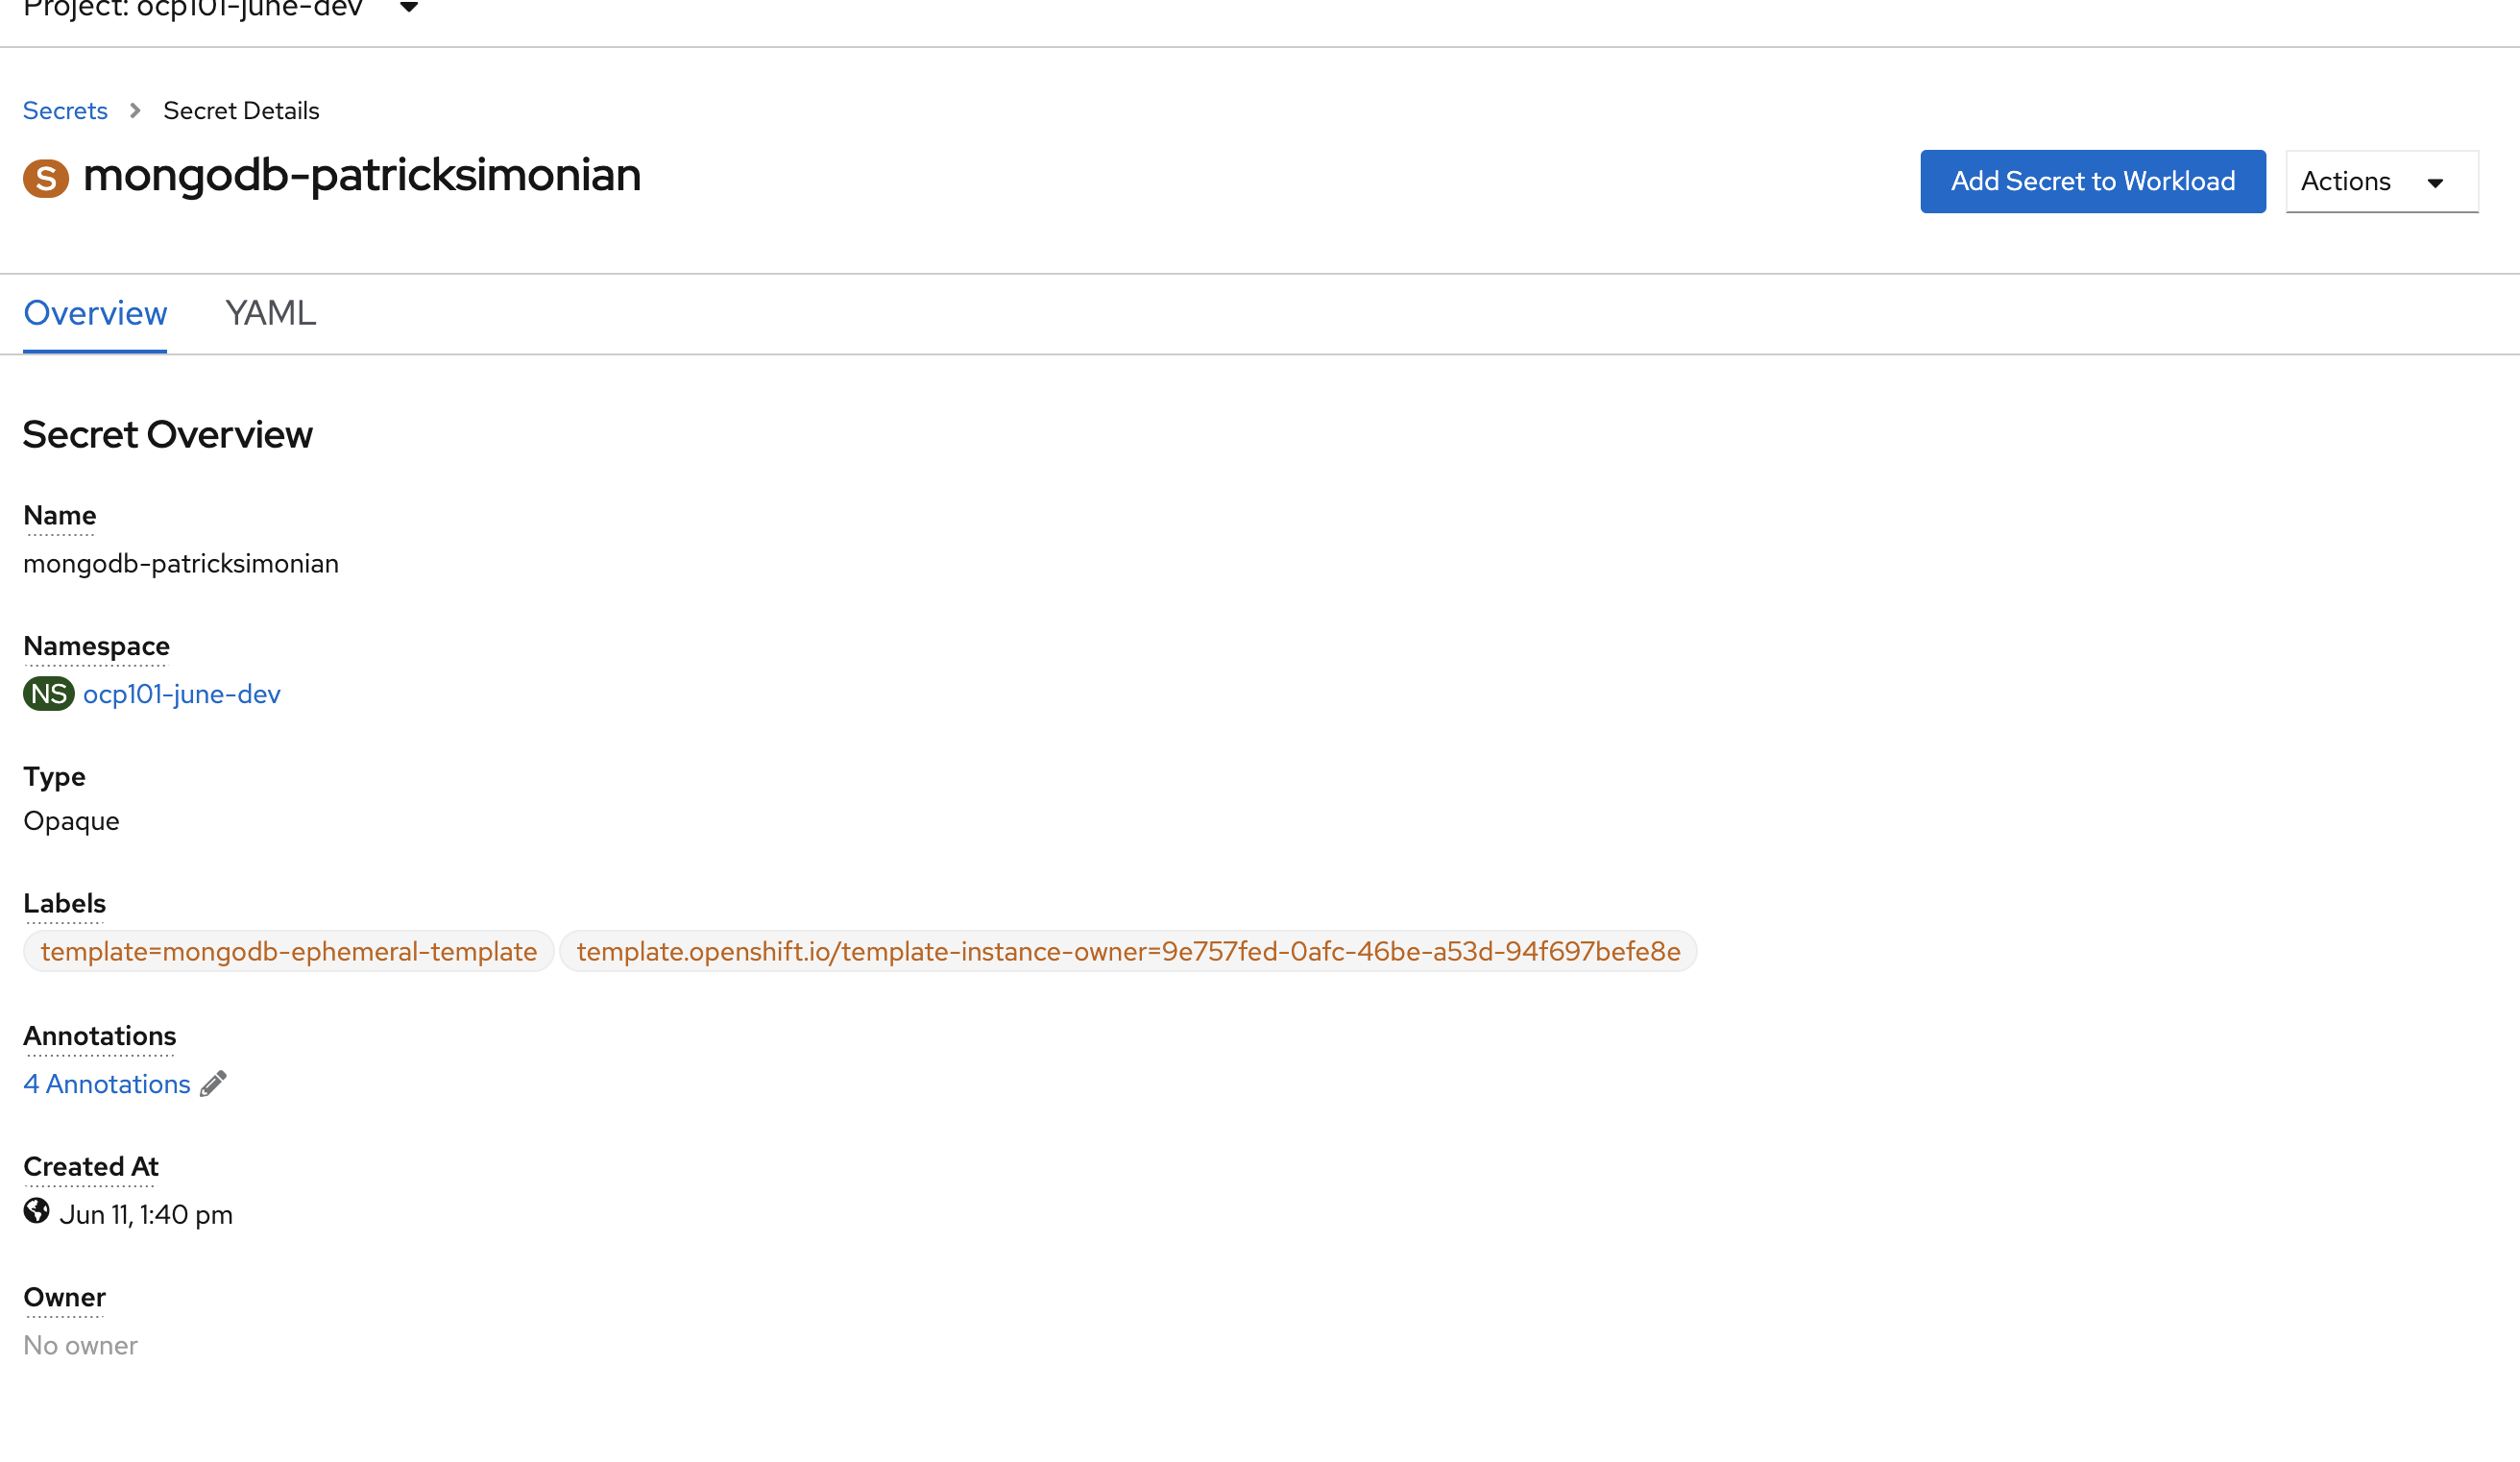 Project: ocp101-june-dev
Secrets > Secret Details
S mongodb-patricksimonian
Add Secret to Workload
Actions
Overview YAML
Secret Overview
Name
mongodb-patricksimonian
Namespace
NS ocp101-june-dev
Type
Opaque
Labels
template=mongodb-ephemeral-template template.openshift.io/template-instance-owner=9e757fed-0afc-46be-a53d-94f697befe8e
Annotations
4 Annotations
Created At
Jun 11, 1:40 pm
Owner
No owner